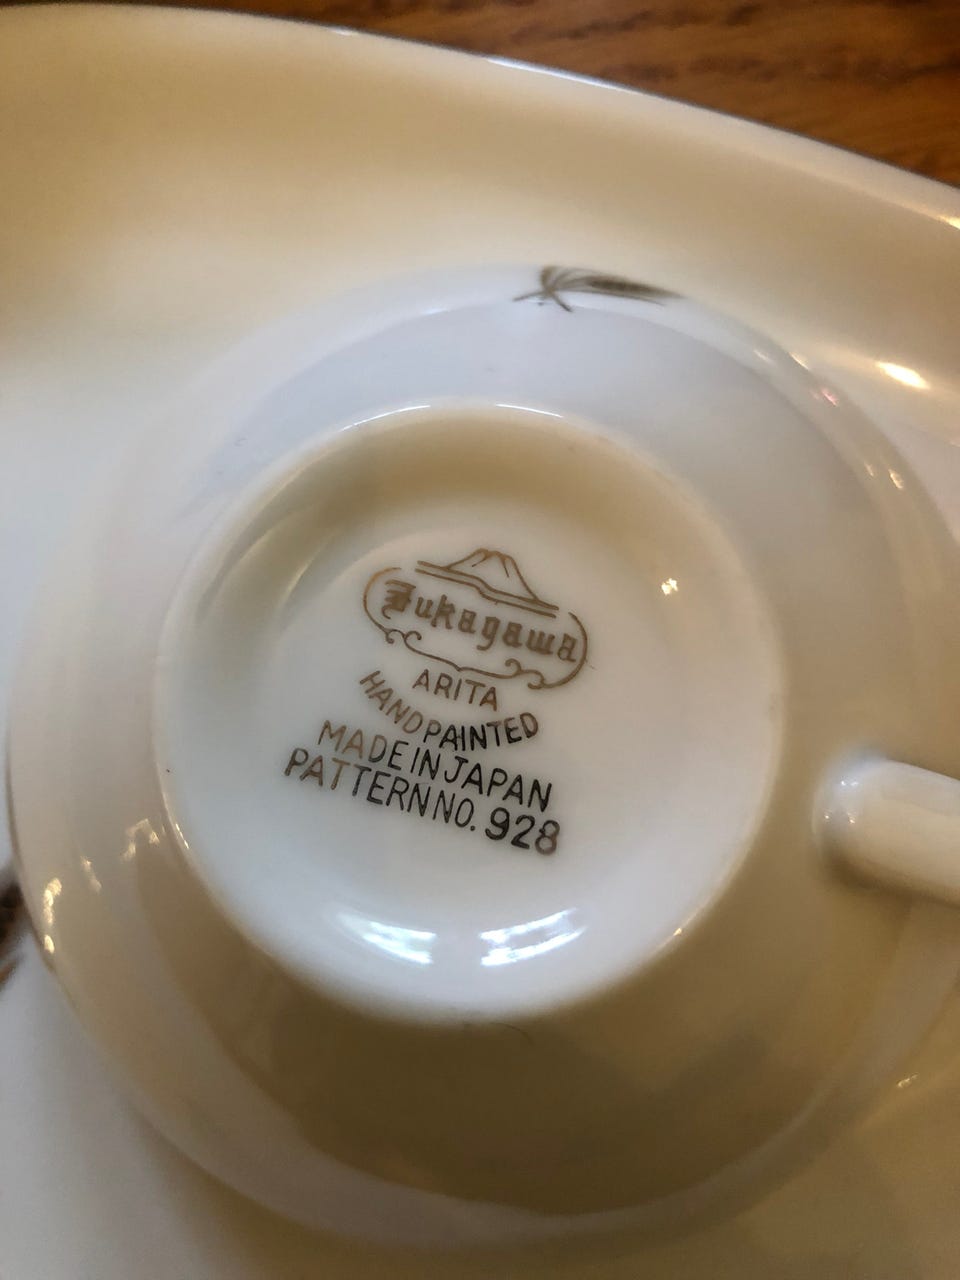 Fukagawa
ARITA
HANDPAINTED
MADE IN JAPAN
PATTERN NO. 928